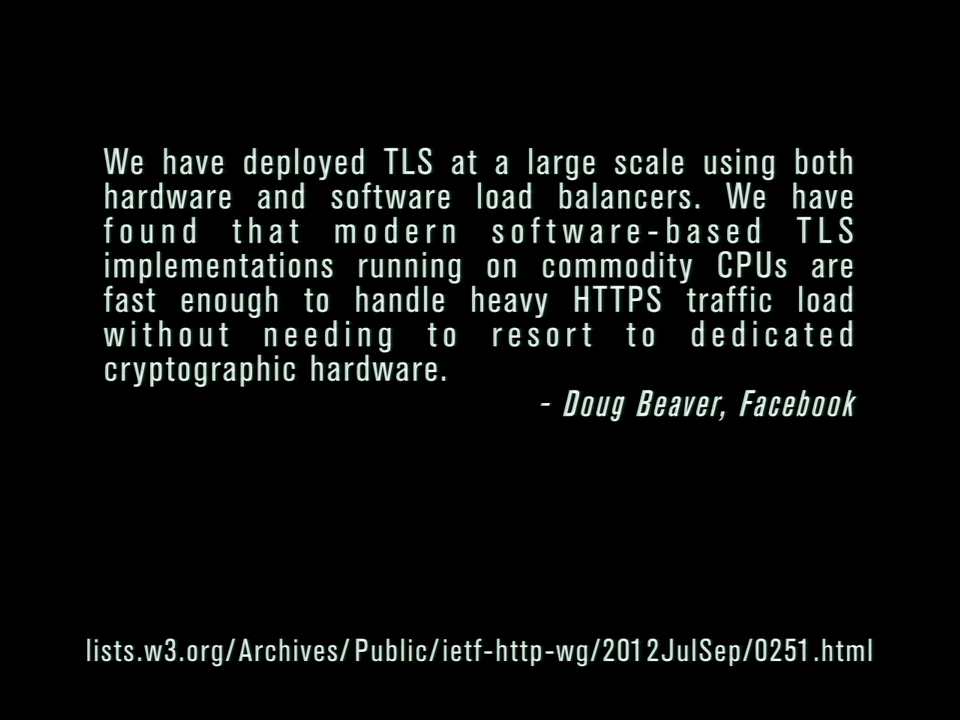 We have deployed TLS at a large scale using both
hardware and software load balancers. We have
found that modern software-based TLS
implementations running on commodity CPUs are
fast enough to handle heavy HTTPS traffic load
without needing to resort to dedicated
cryptographic hardware.
- Doug Beaver, Facebook
lists.w3.org/Archives/Public/ietf-http-wg/2012JulSep/0251.html